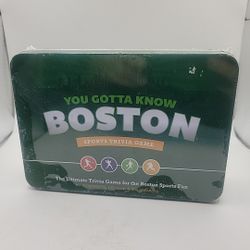 YOU GOTTA KNOW
BOSTON
SPORTS TRIVIA GAME
The Ultimate Trivia Game for the Boston Sports Fan